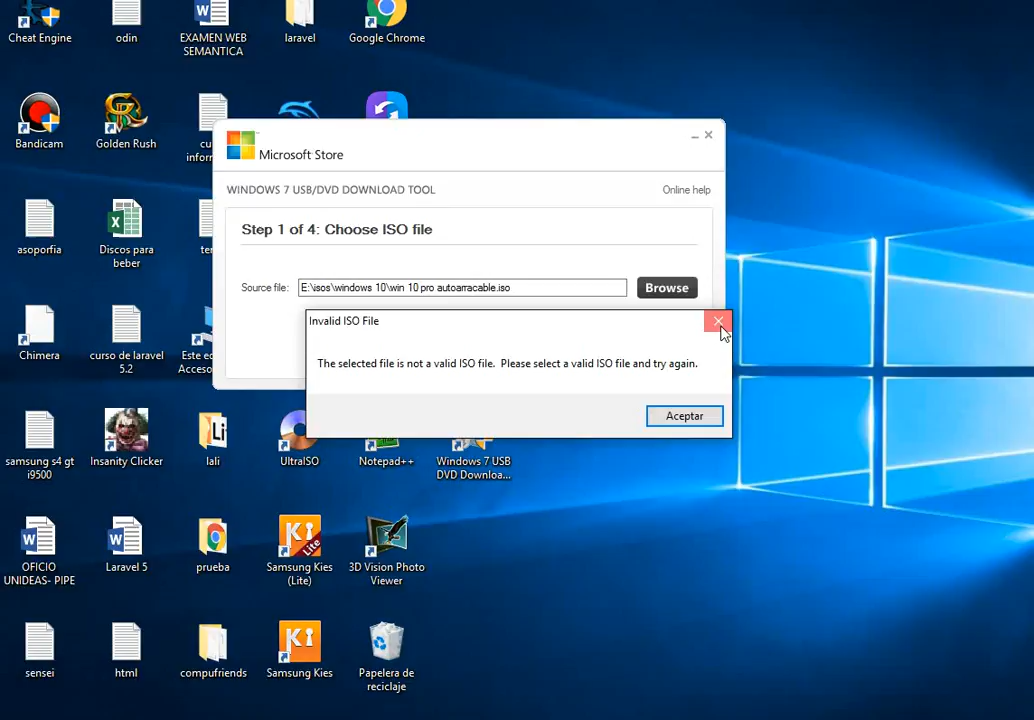 Cheat Engine
odin
EXAMEN WEB
SEMANTICA
laravel
Google Chrome
Bandicam
Golden Rush
cu
inform
Microsoft Store
WINDOWS 7 USB/DVD DOWNLOAD TOOL
Online help
Step 1 of 4: Choose ISO file
Source file:
E:\isos\windows 10\win 10 pro autoarracable.iso
Browse
Invalid ISO File
The selected file is not a valid ISO file. Please select a valid ISO file and try again.
Aceptar
asoporfia
Discos para
beber
ter
Chimera
curso de laravel
5.2
Este e
Acceso
samsung s4 gt
i9500
Insanity Clicker
lali
UltraISO
Notepad++
Windows 7 USB
DVD Downloa...
OFICIO
UNIDEAS- PIPE
Laravel 5
prueba
Samsung Kies
(Lite)
3D Vision Photo
Viewer
sensei
html
compufriends
Samsung Kies
Papelera de
reciclaje